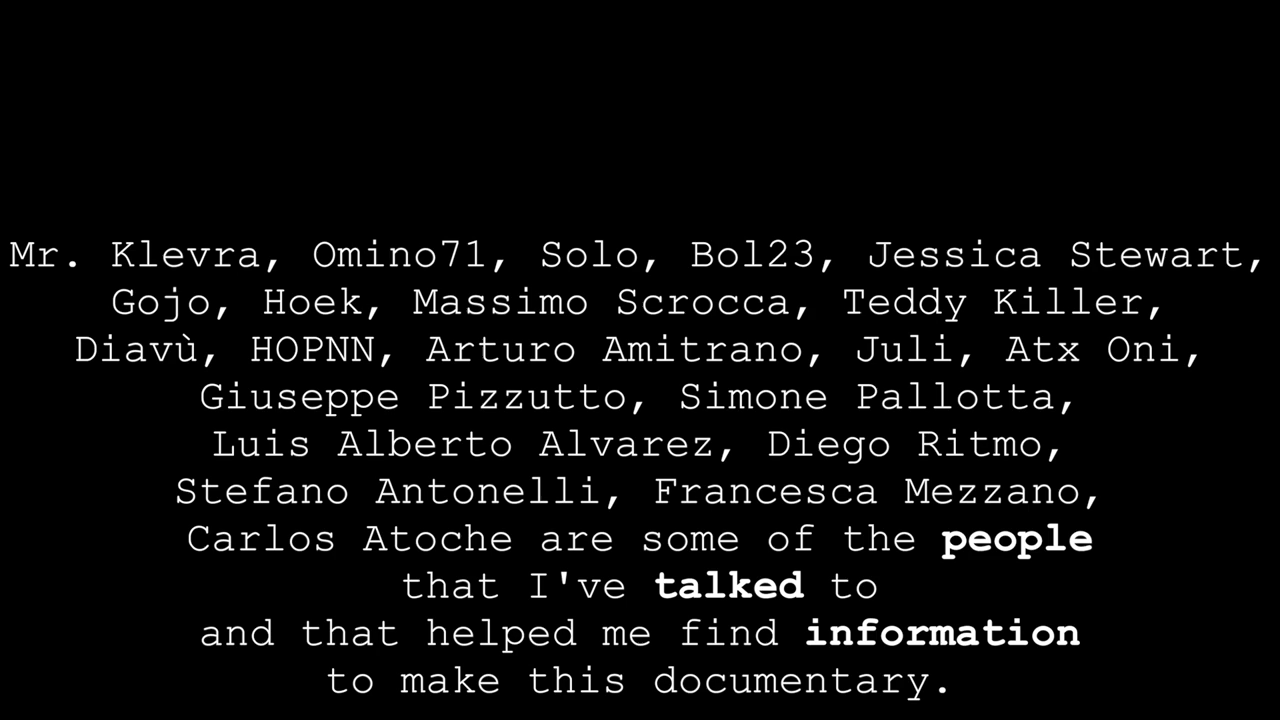 Mr. Klevra, Omino71, Solo, Bol23, Jessica Stewart,
Gojo, Hoek, Massimo Scrocca, Teddy Killer,
Diavù, HOPNN, Arturo Amitrano, Juli, Atx Oni,
Giuseppe Pizzutto, Simone Pallotta,
Luis Alberto Alvarez, Diego Ritmo,
Stefano Antonelli, Francesca Mezzano,
Carlos Atoche are some of the people
that I've talked to
and that helped me find information
to make this documentary.